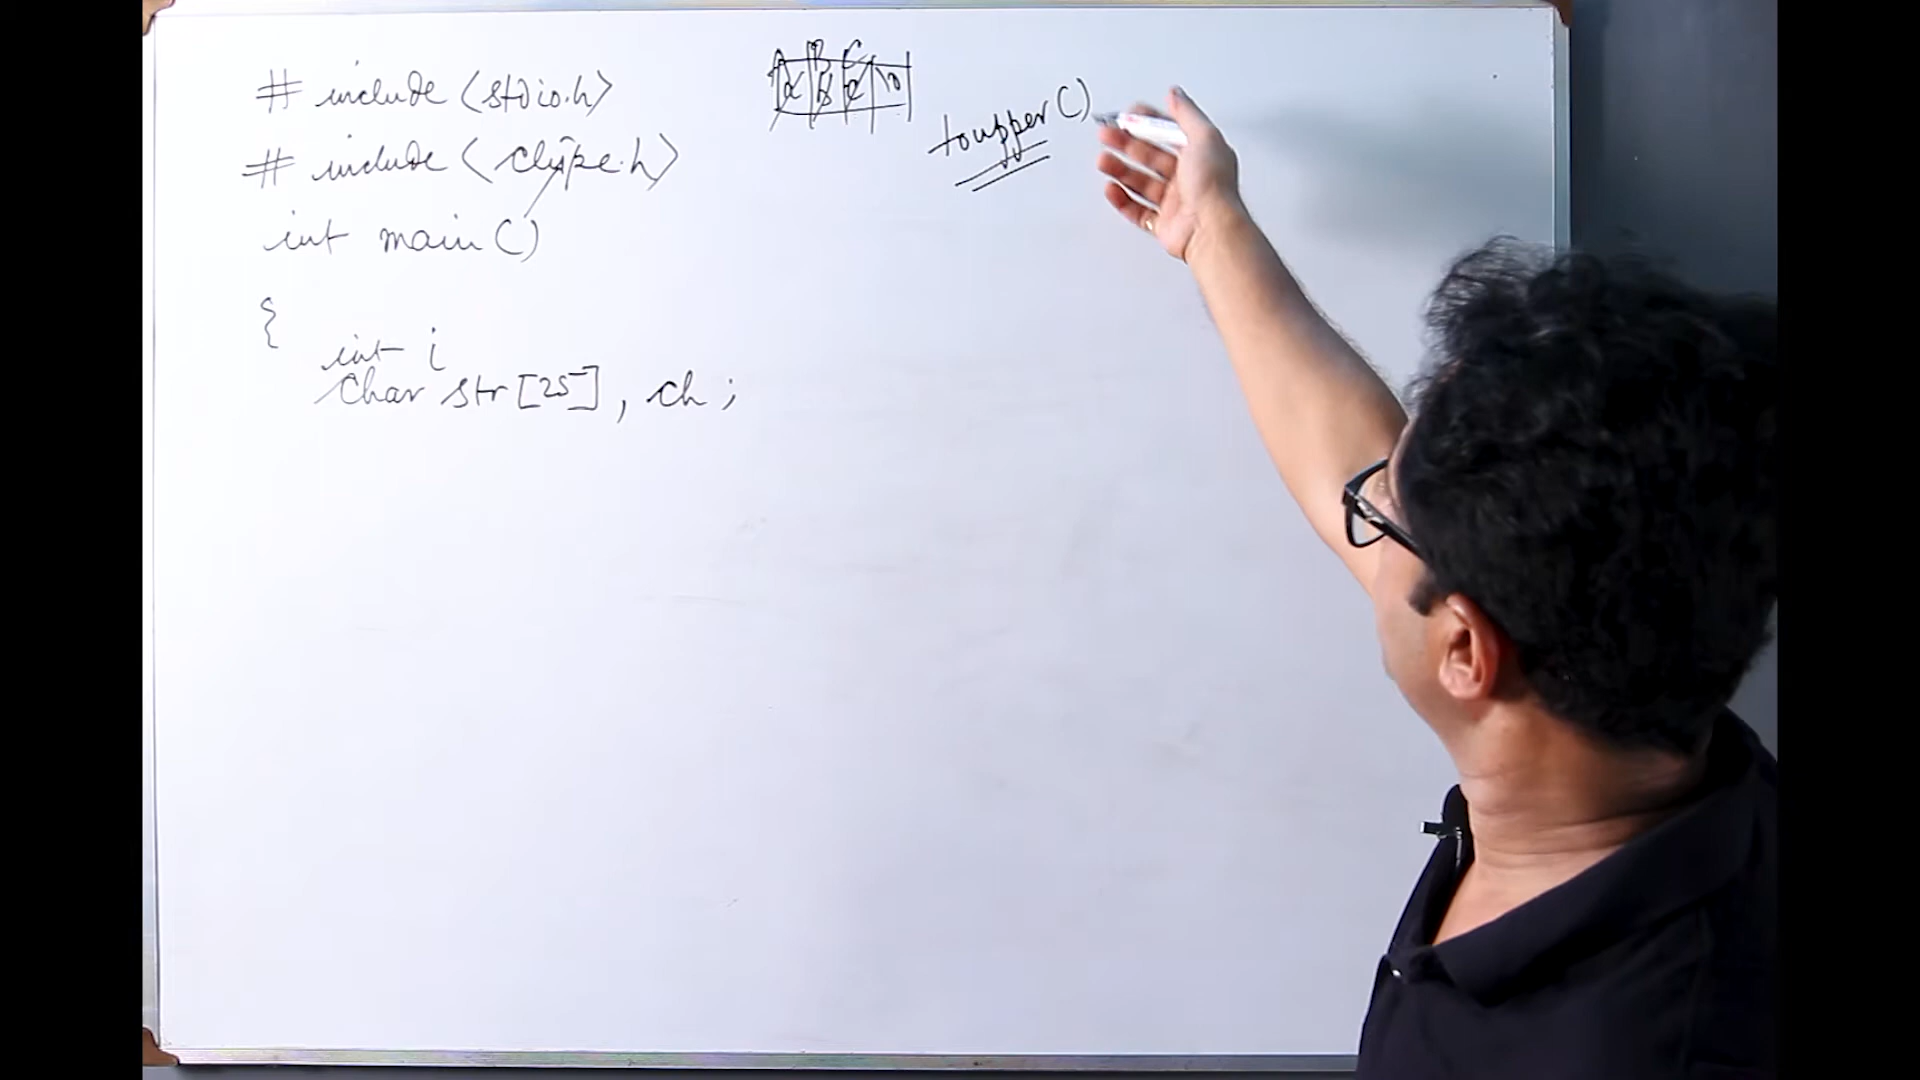 # include <stdio.h>
# include <ctype.h>
int main()
{
int i
char str[25], ch;
A B C
a b c \0
toupper()